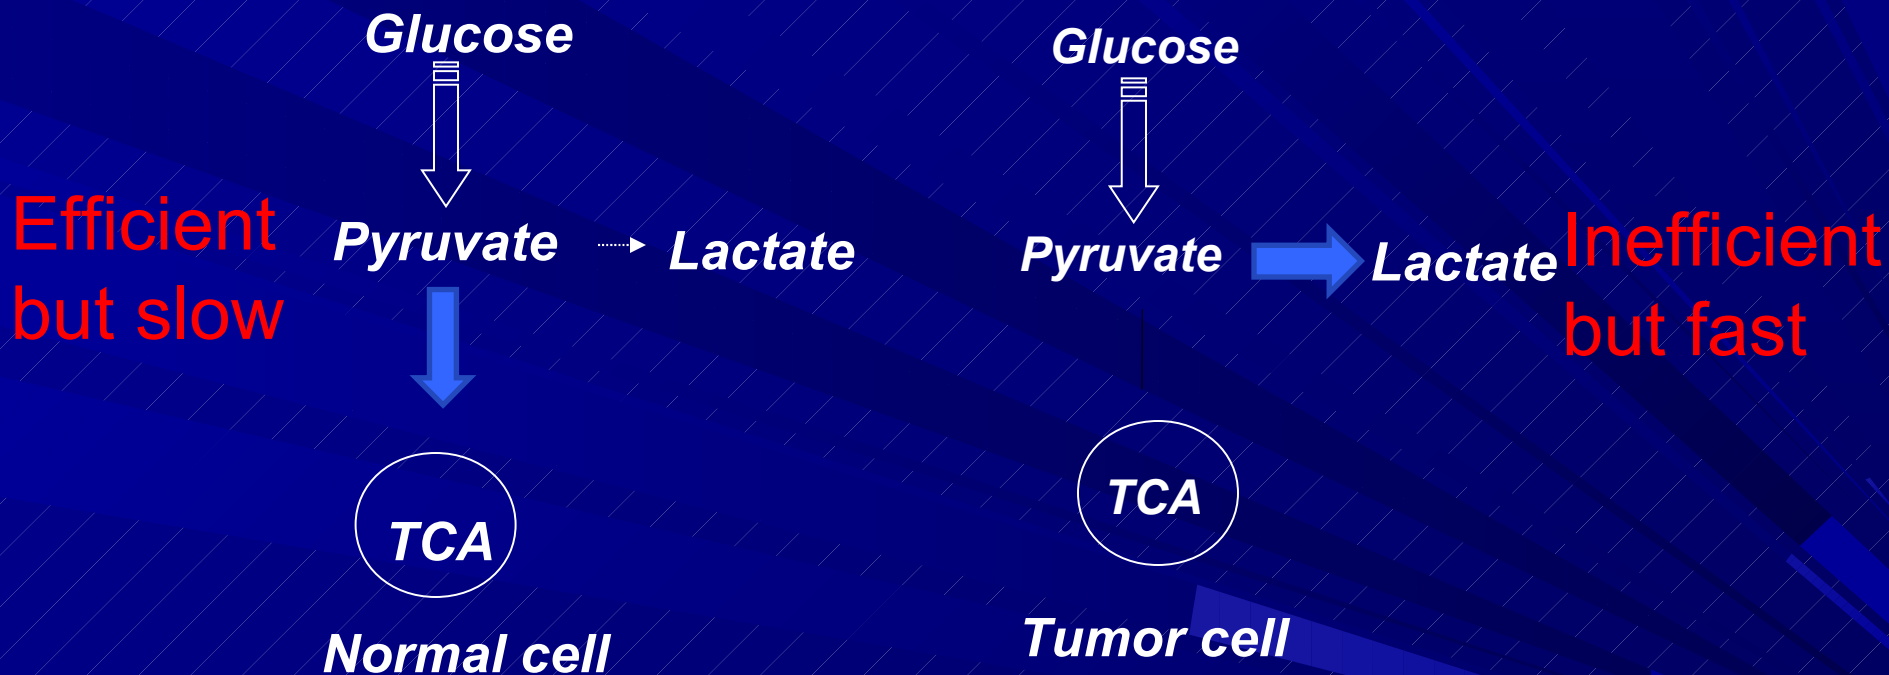 Glucose
Efficient
but slow
Pyruvate
Lactate
TCA
Normal cell
Glucose
Pyruvate
Lactate
Inefficient
but fast
TCA
Tumor cell